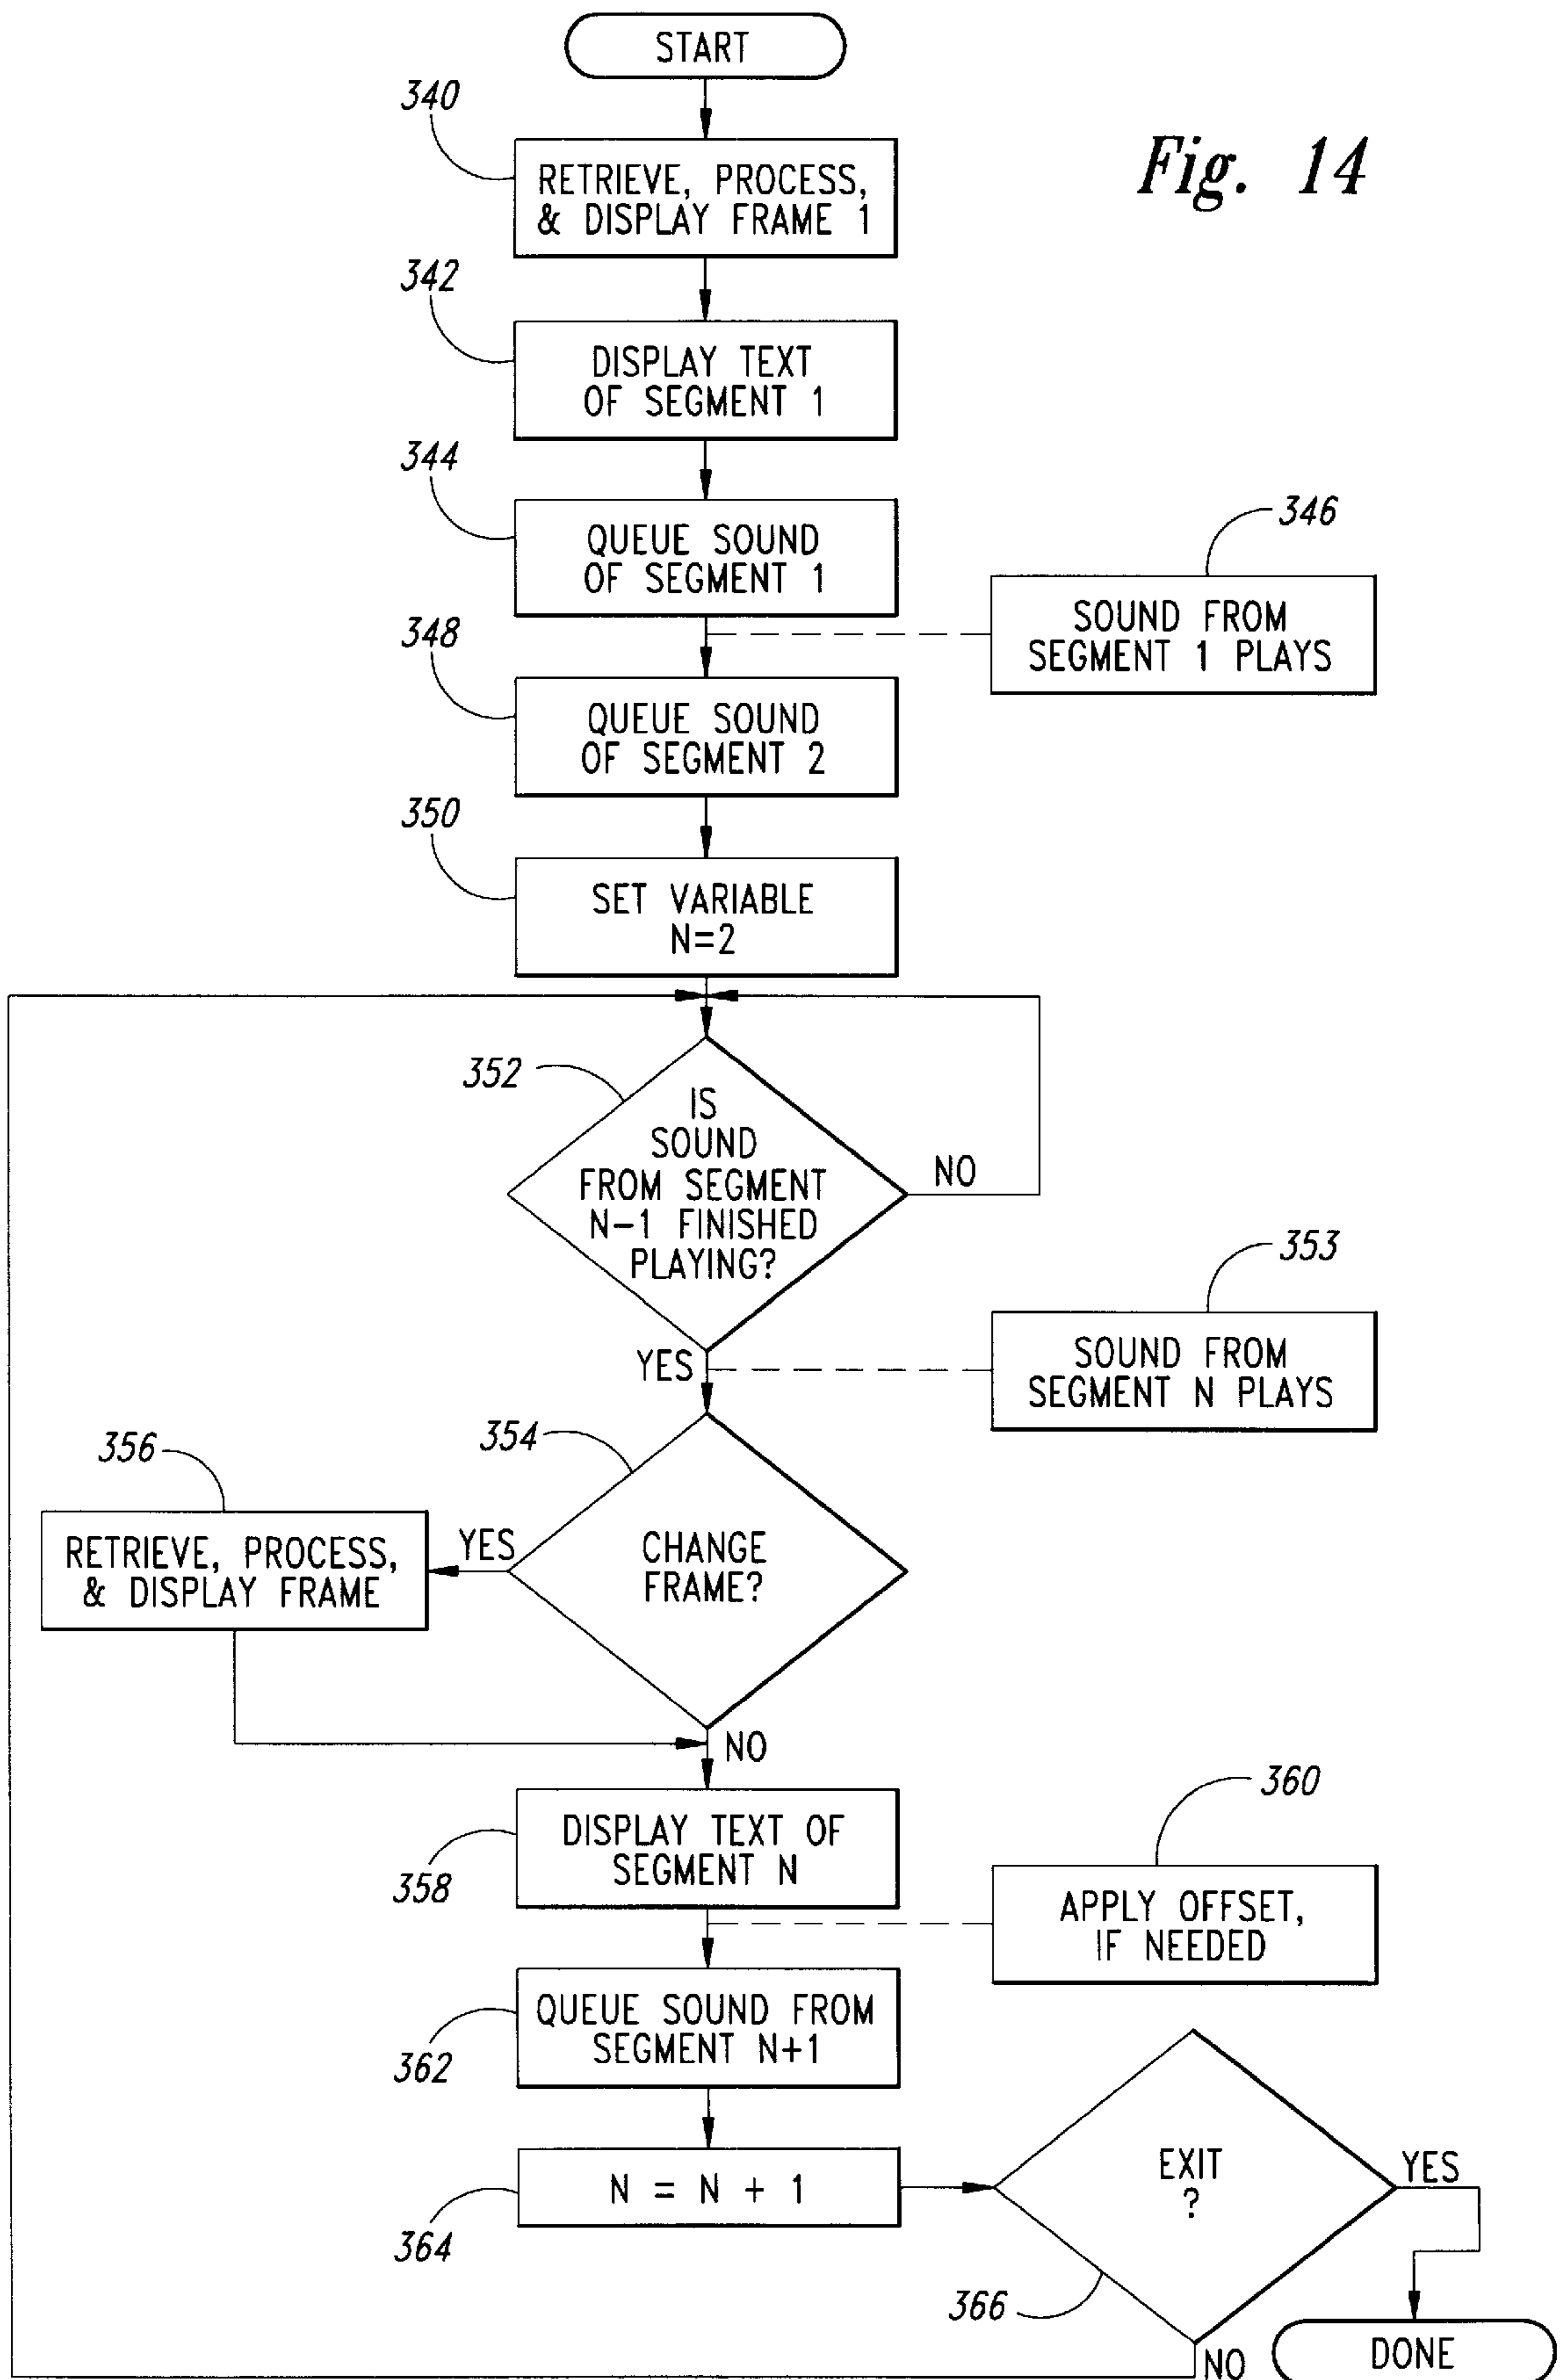 START
Fig. 14
340
RETRIEVE, PROCESS,
& DISPLAY FRAME 1
342
DISPLAY TEXT
OF SEGMENT 1
344
QUEUE SOUND
OF SEGMENT 1
346
SOUND FROM
SEGMENT 1 PLAYS
348
QUEUE SOUND
OF SEGMENT 2
350
SET VARIABLE
N=2
352
IS
SOUND
FROM SEGMENT
N-1 FINISHED
PLAYING?
NO
353
SOUND FROM
SEGMENT N PLAYS
YES
354
CHANGE
FRAME?
YES
356
RETRIEVE, PROCESS,
& DISPLAY FRAME
NO
358
DISPLAY TEXT OF
SEGMENT N
360
APPLY OFFSET,
IF NEEDED
362
QUEUE SOUND FROM
SEGMENT N+1
364
N = N + 1
366
EXIT
?
YES
NO
DONE